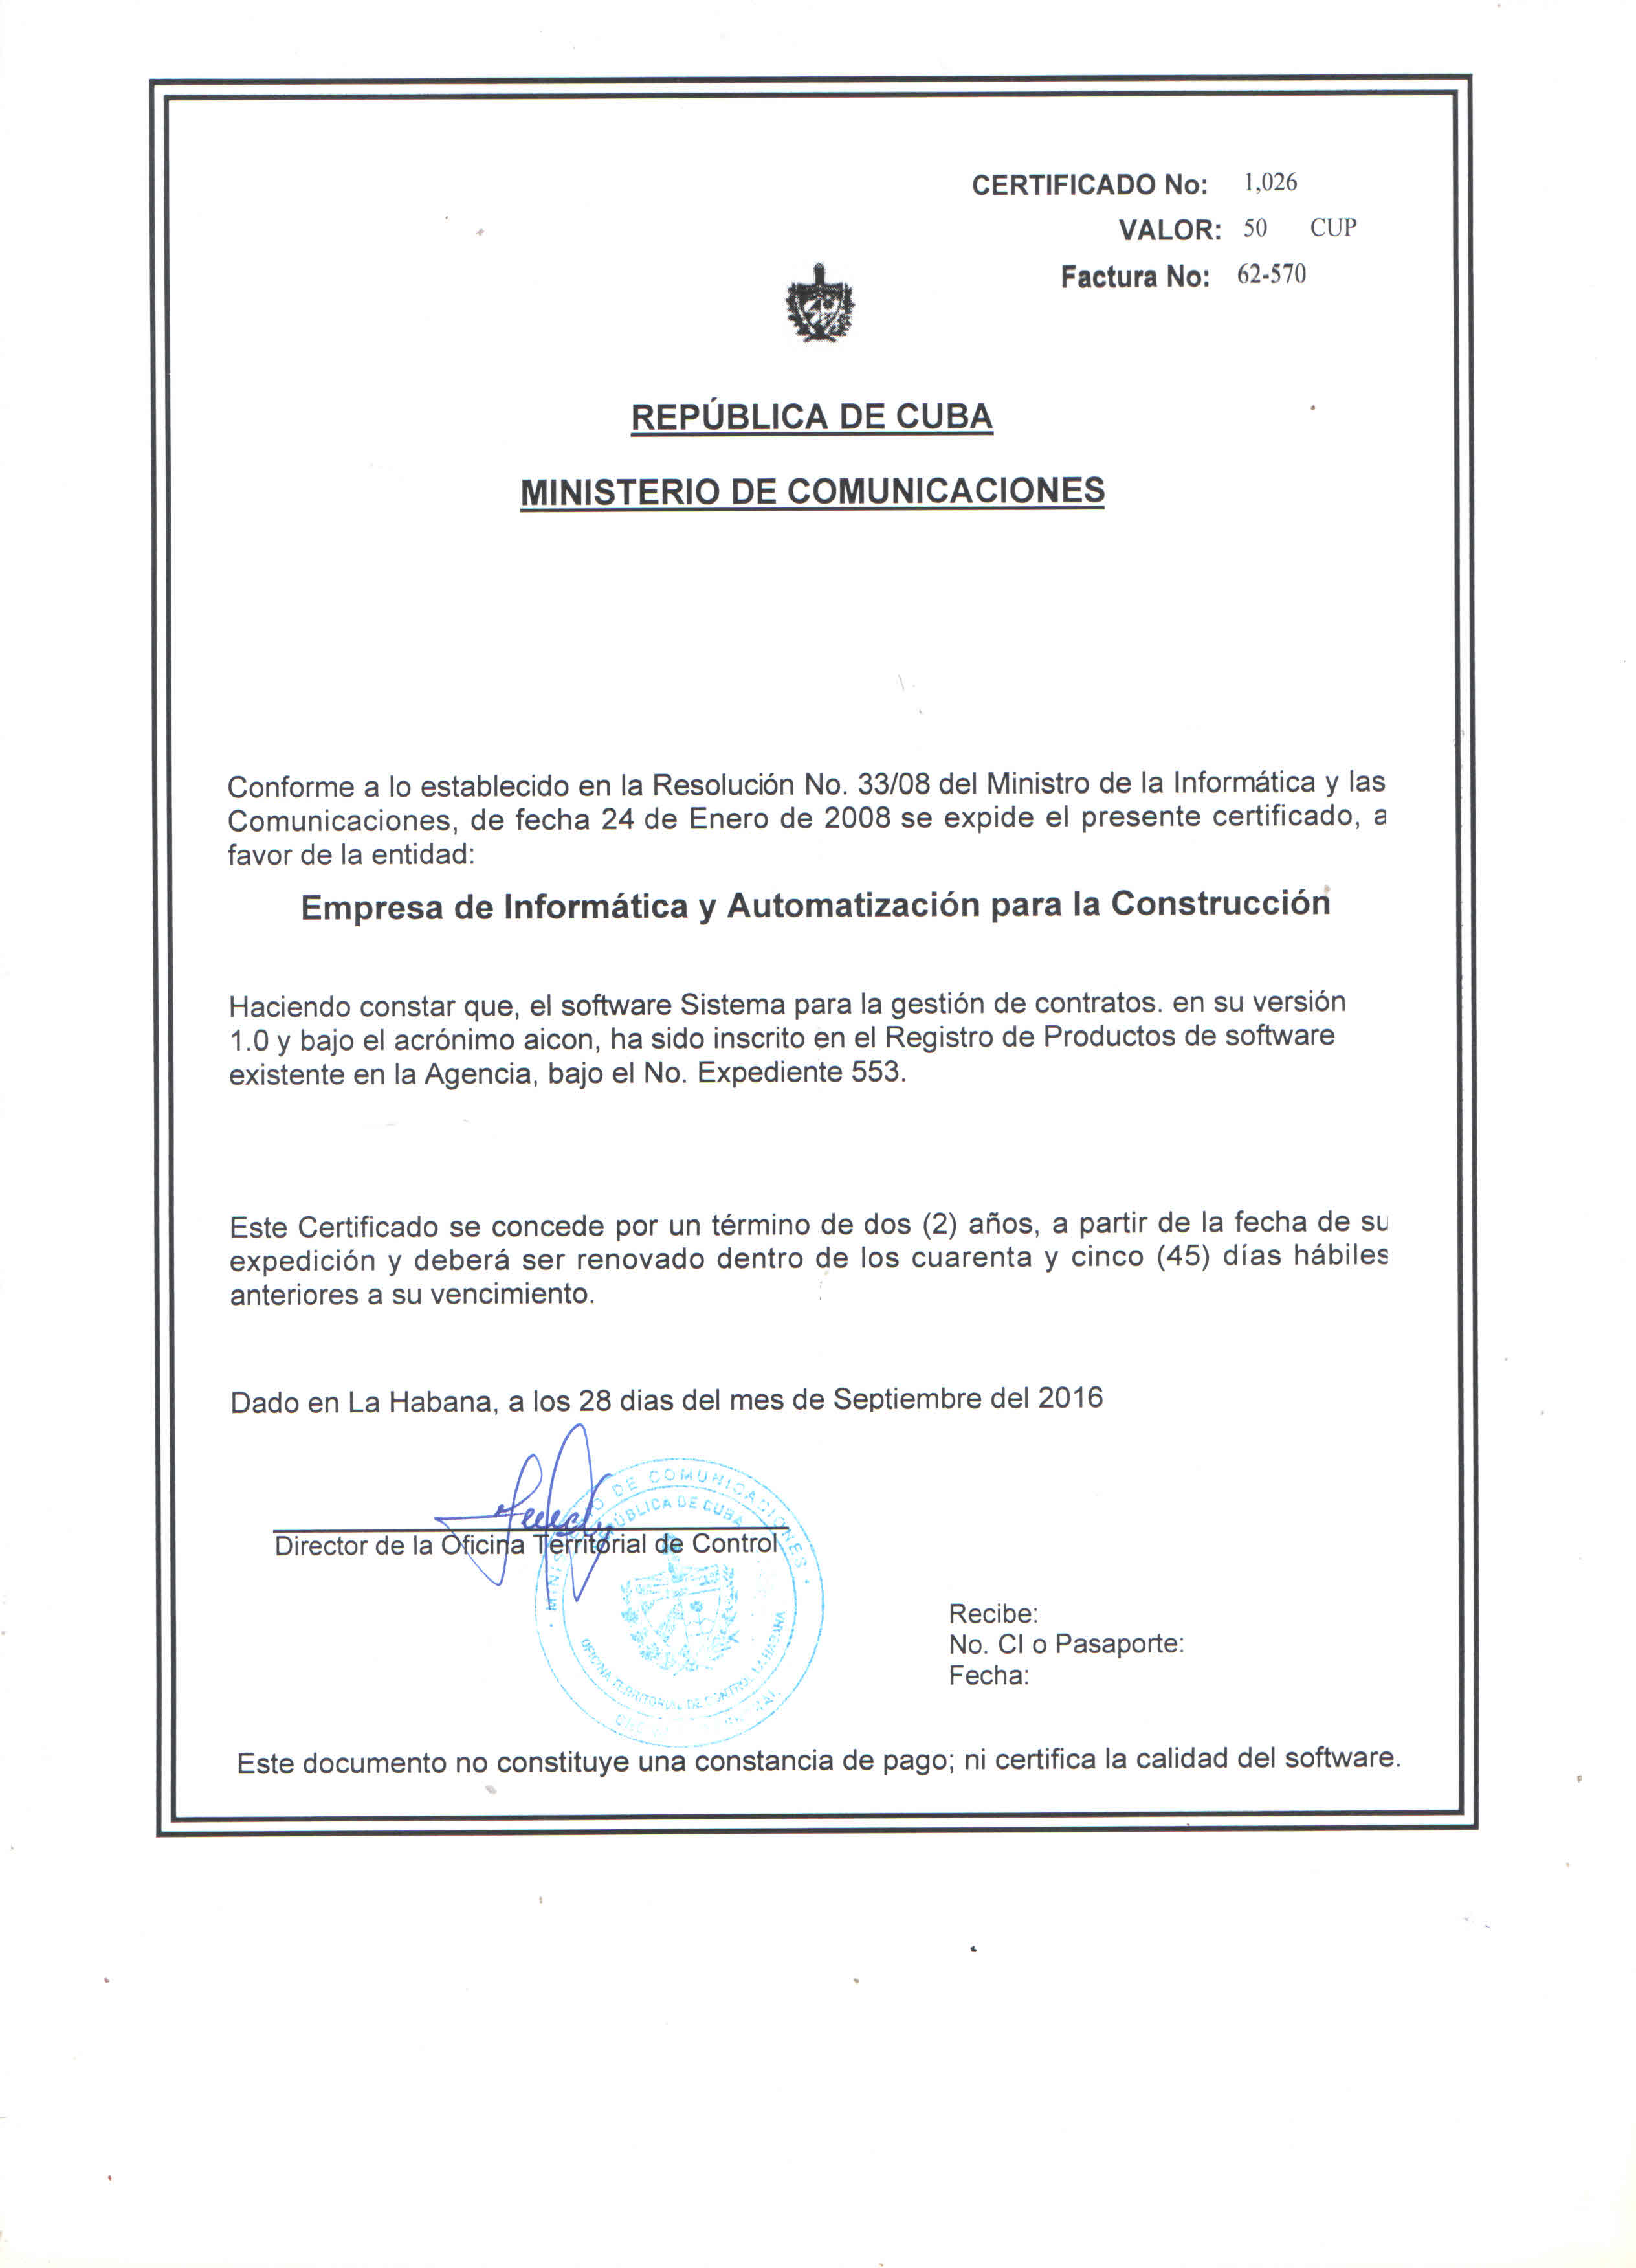 CERTIFICADO No: 1,026
VALOR: 50 CUP
Factura No: 62-570
REPÚBLICA DE CUBA
MINISTERIO DE COMUNICACIONES
Conforme a lo establecido en la Resolución No. 33/08 del Ministro de la Informática y las
Comunicaciones, de fecha 24 de Enero de 2008 se expide el presente certificado, a
favor de la entidad:
Empresa de Informática y Automatización para la Construcción
Haciendo constar que, el software Sistema para la gestión de contratos. en su versión
1.0 y bajo el acrónimo aicon, ha sido inscrito en el Registro de Productos de software
existente en la Agencia, bajo el No. Expediente 553.
Este Certificado se concede por un término de dos (2) años, a partir de la fecha de su
expedición y deberá ser renovado dentro de los cuarenta y cinco (45) días hábiles
anteriores a su vencimiento.
Dado en La Habana, a los 28 dias del mes de Septiembre del 2016
Director de la Oficina Territorial de Control
MINISTERIO DE COMUNICACIONES
REPÚBLICA DE CUBA
OFICINA TERRITORIAL DE CONTROL LA HABANA
Recibe:
No. CI o Pasaporte:
Fecha:
Este documento no constituye una constancia de pago; ni certifica la calidad del software.